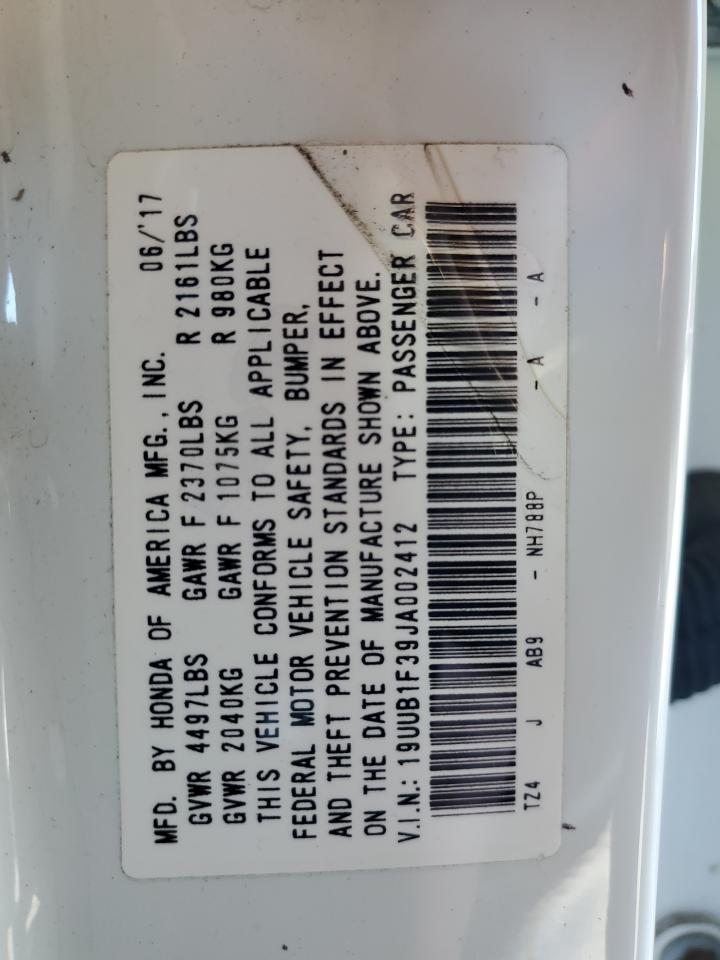 MFD. BY HONDA OF AMERICA MFG., INC. 06/'17
GVWR 4497LBS GAWR F 2370LBS R 2161LBS
GVWR 2040KG GAWR F 1075KG R 980KG
THIS VEHICLE CONFORMS TO ALL APPLICABLE
FEDERAL MOTOR VEHICLE SAFETY, BUMPER,
AND THEFT PREVENTION STANDARDS IN EFFECT
ON THE DATE OF MANUFACTURE SHOWN ABOVE.
V.I.N.: 19UUB1F39JA002412 TYPE: PASSENGER CAR
TZ4 J AB9 - NH788P - A - A